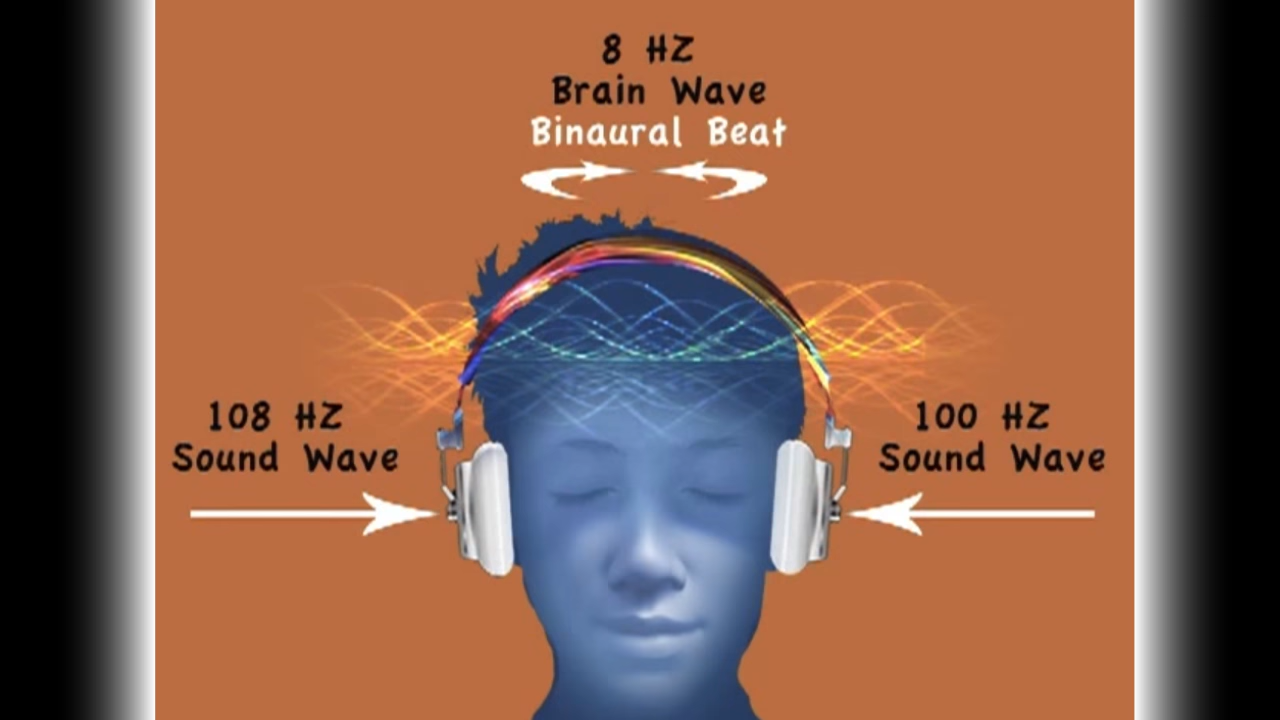 8 HZ
Brain Wave
Binaural Beat
108 HZ
Sound Wave
100 HZ
Sound Wave